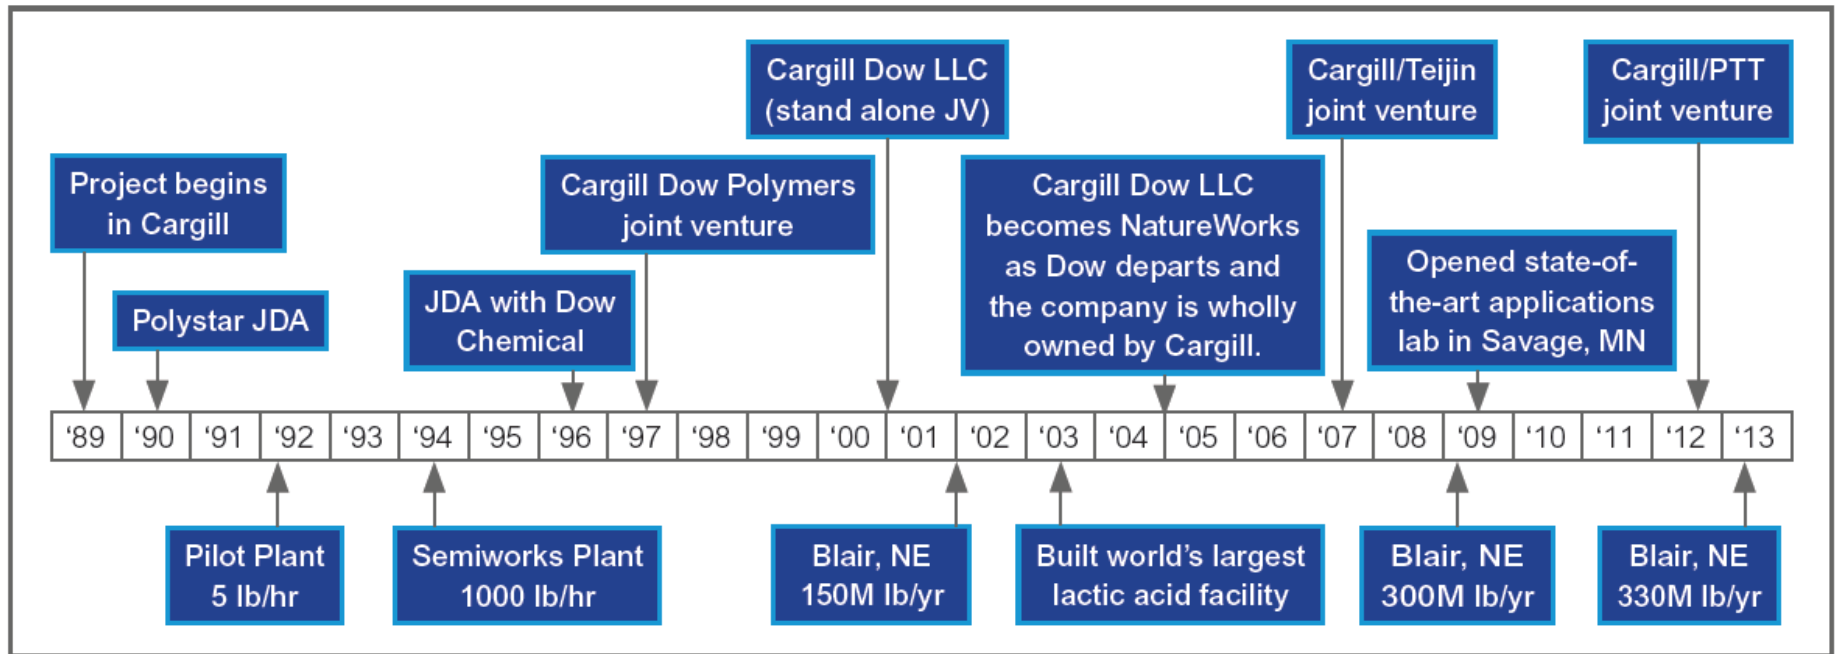 Cargill Dow LLC
(stand alone JV)
Cargill/Teijin
joint venture
Cargill/PTT
joint venture
Project begins
in Cargill
Cargill Dow Polymers
joint venture
Cargill Dow LLC
becomes NatureWorks
as Dow departs and
the company is wholly
owned by Cargill.
Opened state-of-
the-art applications
lab in Savage, MN
Polystar JDA
JDA with Dow
Chemical
‘89 ‘90 ‘91 ‘92 ‘93 ‘94 ‘95 ‘96 ‘97 ‘98 ‘99 ‘00 ‘01 ‘02 ‘03 ‘04 ‘05 ‘06 ‘07 ‘08 ‘09 ‘10 ‘11 ‘12 ‘13
Pilot Plant
5 lb/hr
Semiworks Plant
1000 lb/hr
Blair, NE
150M lb/yr
Built world’s largest
lactic acid facility
Blair, NE
300M lb/yr
Blair, NE
330M lb/yr